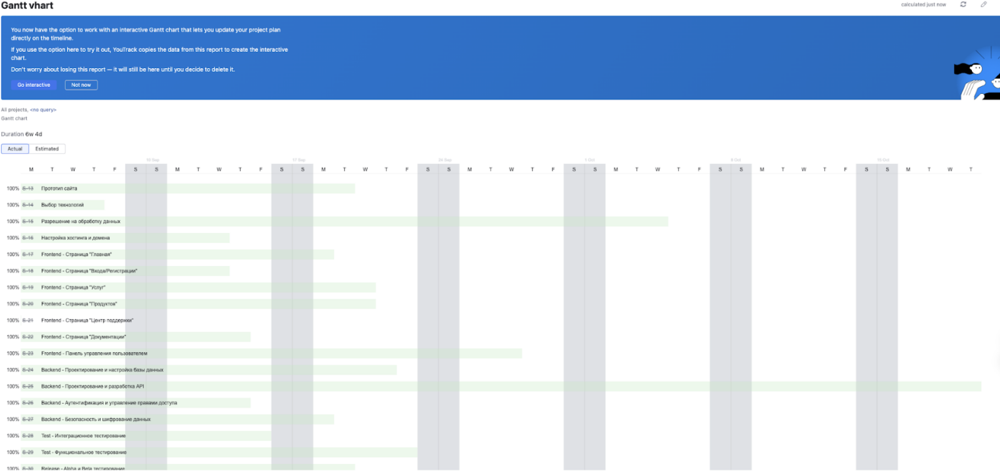 Gantt vhart
calculated just now
You now have the option to work with an interactive Gantt chart that lets you update your project plan
directly on the timeline.
If you use the option here to try it out, YouTrack copies the data from this report to create the interactive
chart.
Don't worry about losing this report — it will still be here until you decide to delete it.
Go interactive Not now
All projects, <no query>
Gantt chart
Duration 6w 4d
Actual Estimated
10 Sep 17 Sep 24 Sep 1 Oct 8 Oct 15 Oct
M T W T F S S M T W T F S S M T W T F S S M T W T F S S M T W T F S S M T W T F S S M T W T
100% S-13 Прототип сайта
100% S-14 Выбор технологий
100% S-15 Разрешение на обработку данных
100% S-16 Настройка хостинга и домена
100% S-17 Frontend - Страница "Главная"
100% S-18 Frontend - Страница "Входа/Регистрации"
100% S-19 Frontend - Страница "Услуг"
100% S-20 Frontend - Страница "Продуктов"
100% S-21 Frontend - Страница "Центр поддержки"
100% S-22 Frontend - Страница "Документации"
100% S-23 Frontend - Панель управления пользователем
100% S-24 Backend - Проектирование и настройка базы данных
100% S-25 Backend - Проектирование и разработка API
100% S-26 Backend - Аутентификация и управление правами доступа
100% S-27 Backend - Безопасность и шифрование данных
100% S-28 Test - Интеграционное тестирование
100% S-29 Test - Функциональное тестирование
100% S-30 Release - Alpha и Beta тестирование